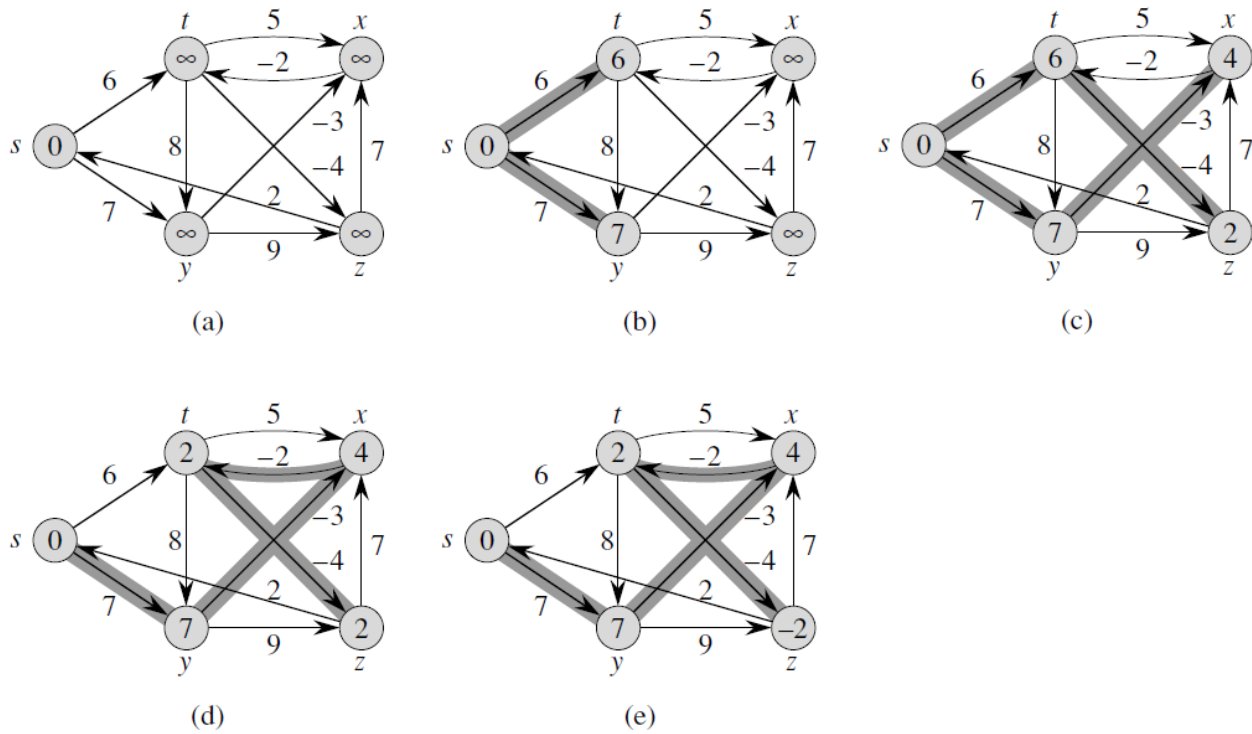 t 5 x
∞ −2 ∞
6
s 0 8 −3 7
−4
7 2
∞ 9 ∞
y z
(a)
t 5 x
6 −2 ∞
6
s 0 8 −3 7
−4
7 2
7 9 ∞
y z
(b)
t 5 x
6 −2 4
6
s 0 8 −3 7
−4
7 2
7 9 2
y z
(c)
t 5 x
2 −2 4
6
s 0 8 −3 7
−4
7 2
7 9 2
y z
(d)
t 5 x
2 −2 4
6
s 0 8 −3 7
−4
7 2
7 9 −2
y z
(e)